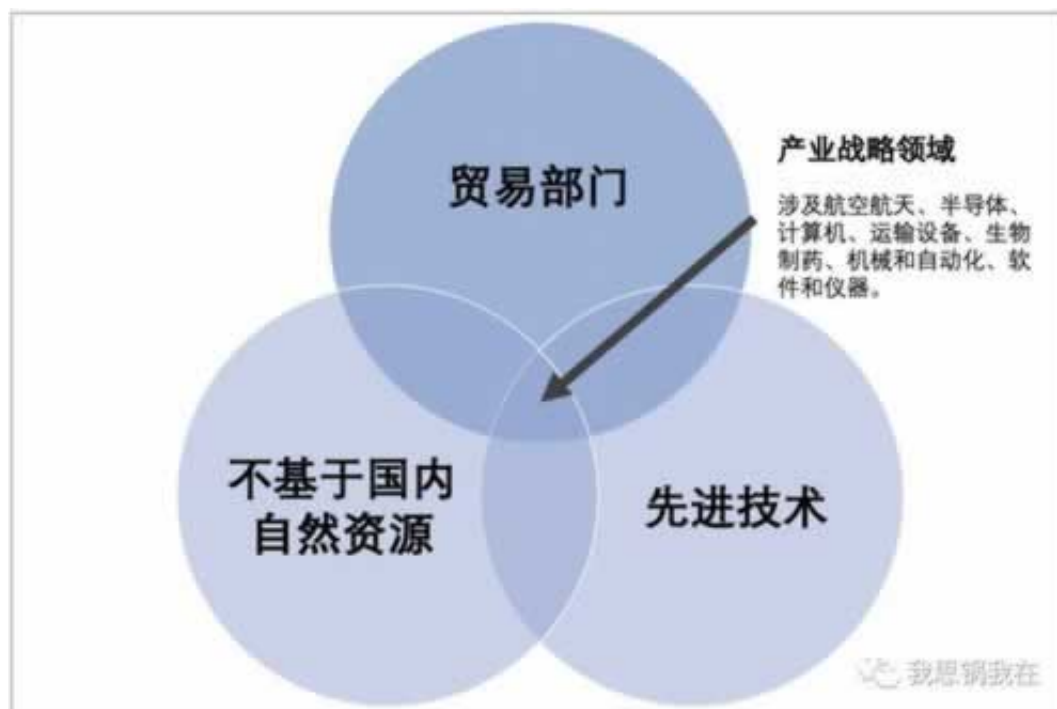 贸易部门
产业战略领域
涉及航空航天、半导体、
计算机、运输设备、生物
制药、机械和自动化、软
件和仪器。
不基于国内
自然资源
先进技术
我思锅我在